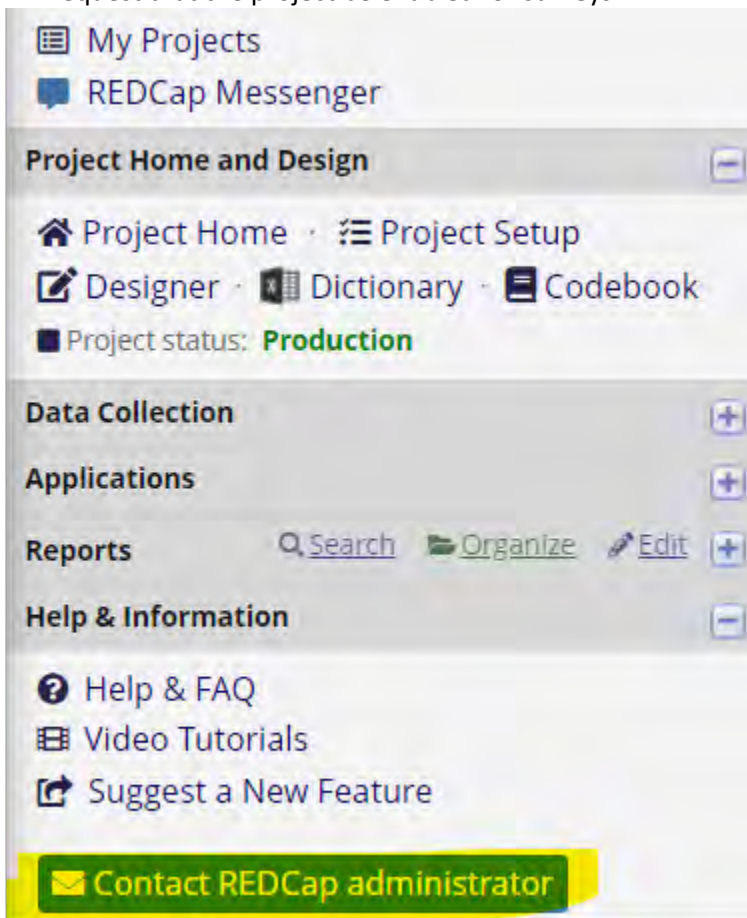 My Projects
REDCap Messenger
Project Home and Design
Project Home · Project Setup
Designer · Dictionary · Codebook
Project status: Production
Data Collection
Applications
Reports Search Organize Edit
Help & Information
Help & FAQ
Video Tutorials
Suggest a New Feature
Contact REDCap administrator